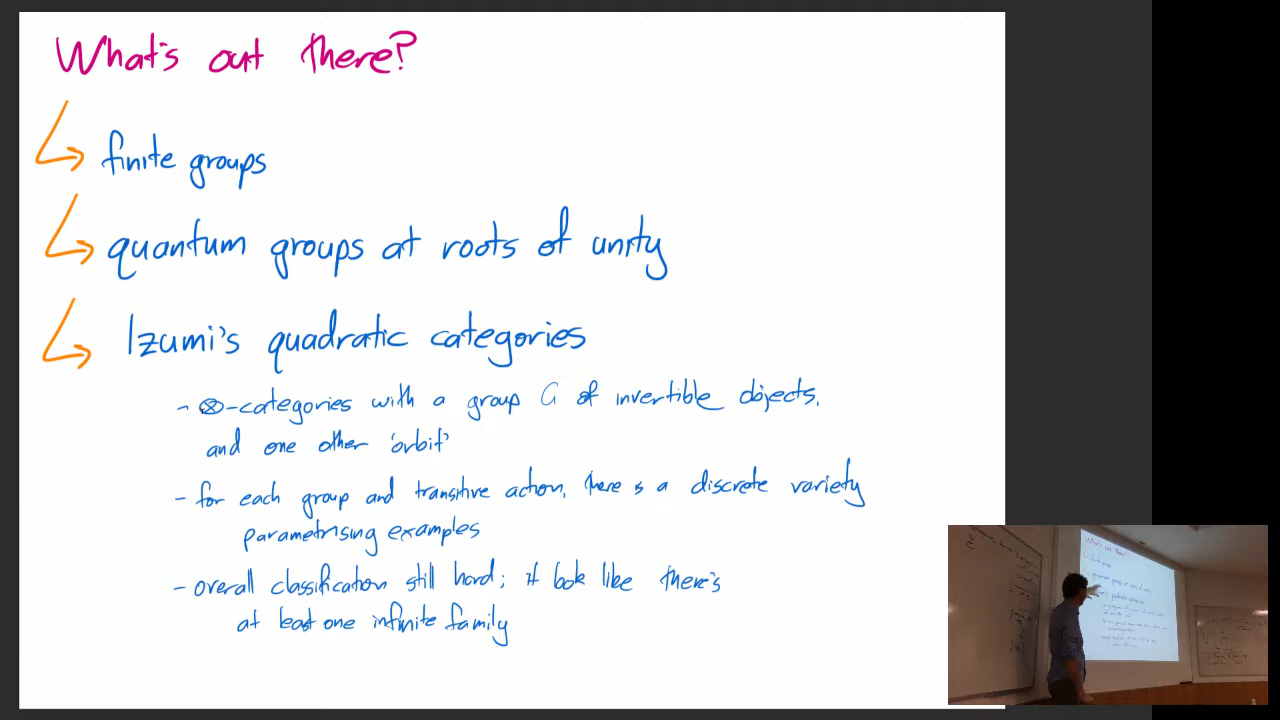 What's out there?
finite groups
quantum groups at roots of unity
Izumi's quadratic categories
- ⊗-categories with a group G of invertible objects,
and one other 'orbit'
- for each group and transitive action, there is a discrete variety
parametrising examples
- overall classification still hard; it look like there's
at least one infinite family